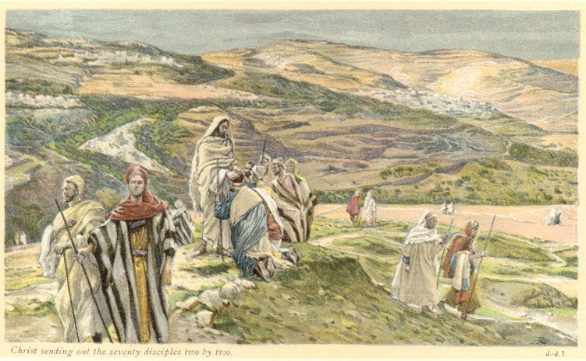 Christ sending out the seventy disciples two by two.
J.-J.T.